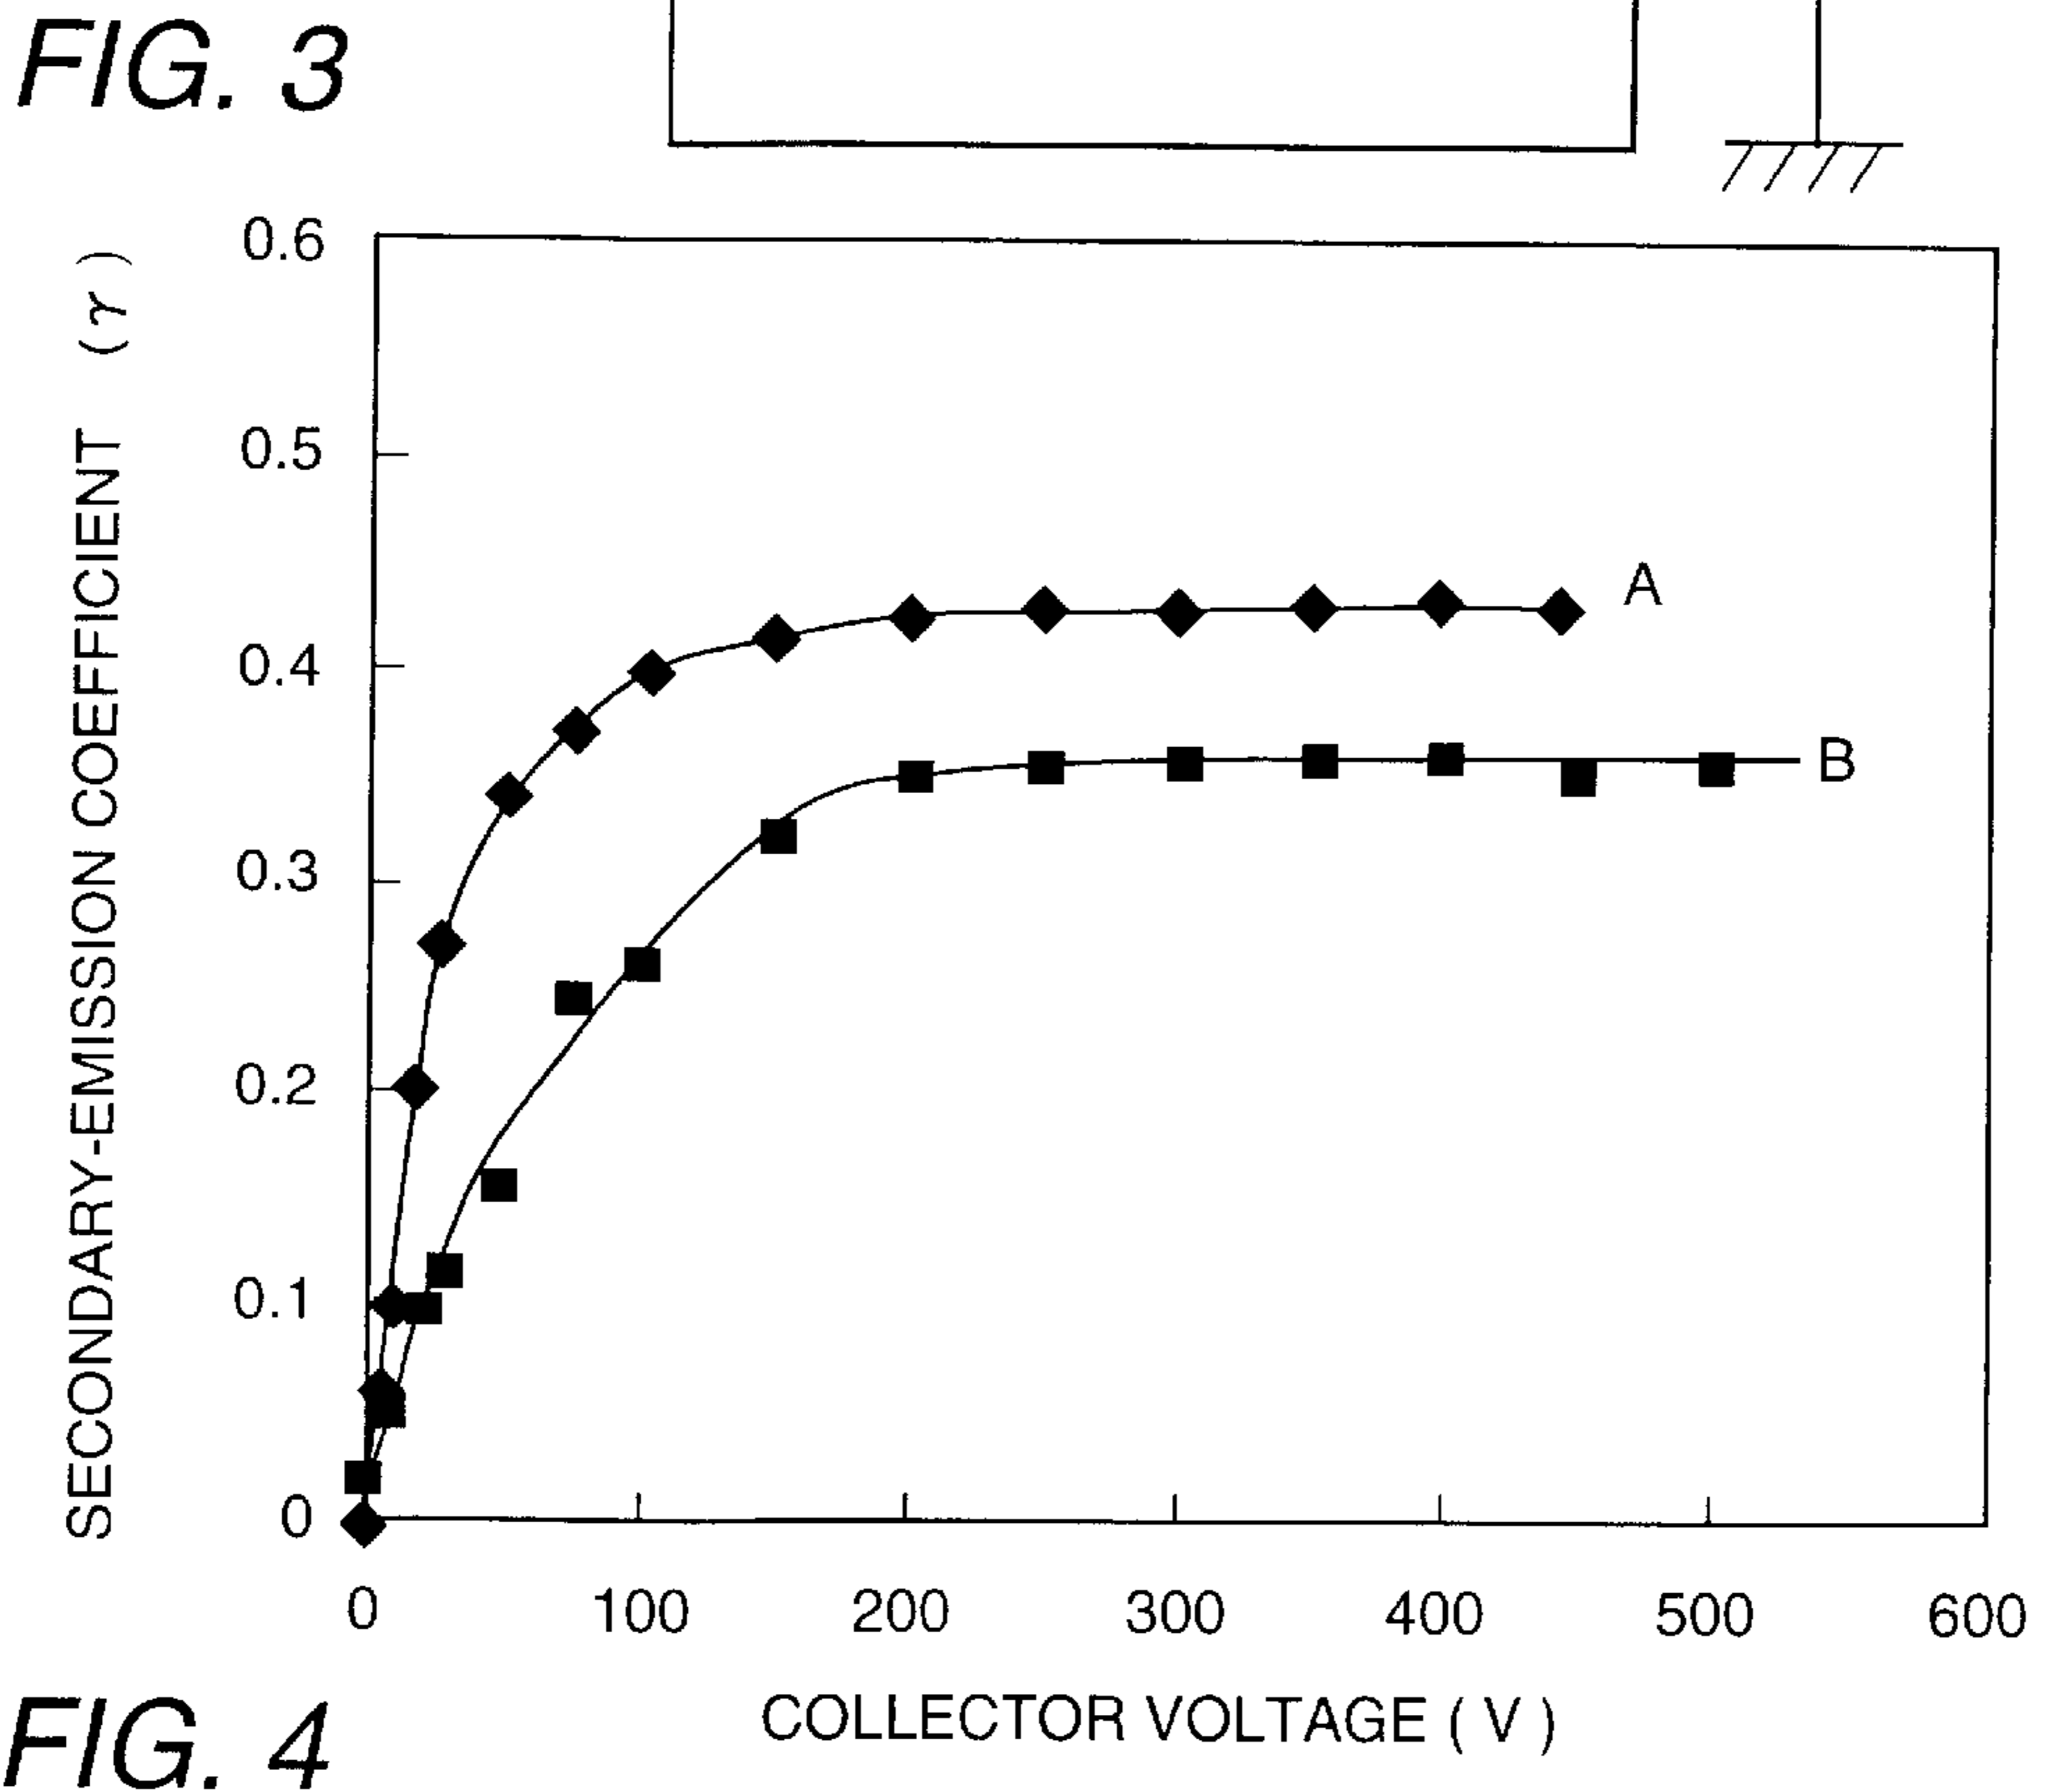 FIG. 3
SECONDARY-EMISSION COEFFICIENT (γ)
0.6
0.5
0.4
0.3
0.2
0.1
0
A
B
0 100 200 300 400 500 600
COLLECTOR VOLTAGE (V)
FIG. 4